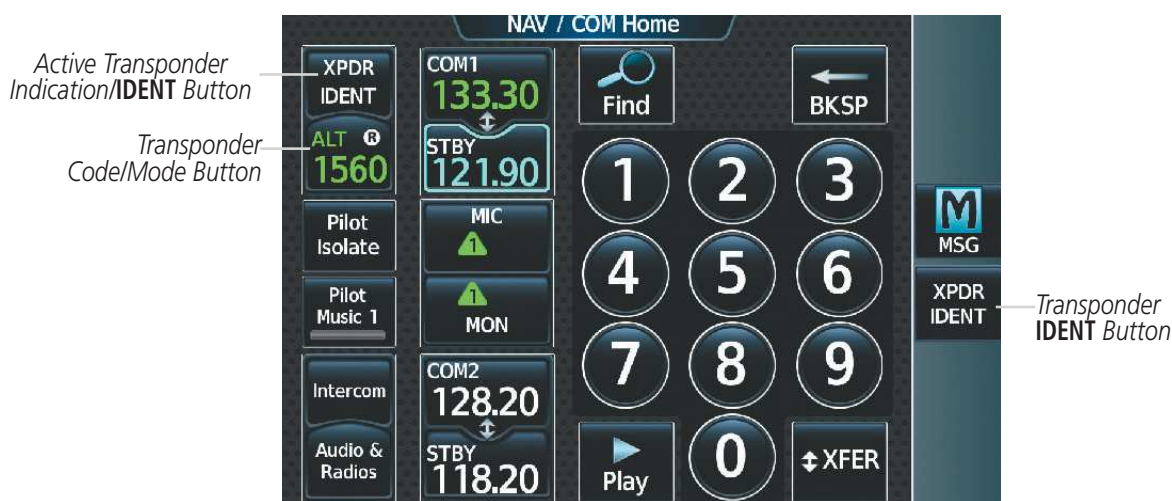 NAV / COM Home
Active Transponder
Indication/IDENT Button
Transponder
Code/Mode Button
XPDR
IDENT
ALT R
1560
Pilot
Isolate
Pilot
Music 1
Intercom
Audio &
Radios
COM1
133.30
STBY
121.90
MIC
1
1
MON
COM2
128.20
STBY
118.20
Find
BKSP
1 2 3
4 5 6
7 8 9
Play
0
XFER
M
MSG
XPDR
IDENT
Transponder
IDENT Button